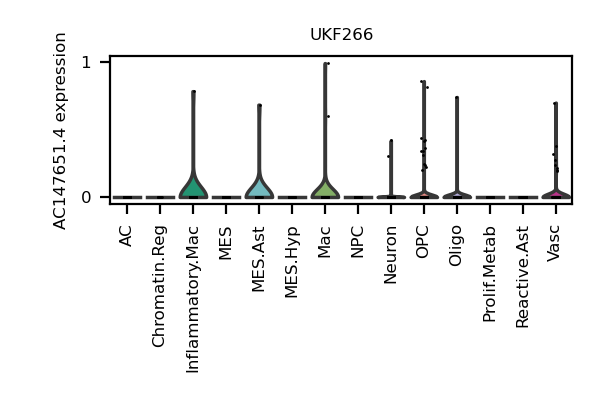 UKF266
AC147651.4 expression
1
0
AC
Chromatin.Reg
Inflammatory.Mac
MES
MES.Ast
MES.Hyp
Mac
NPC
Neuron
OPC
Oligo
Prolif.Metab
Reactive.Ast
Vasc